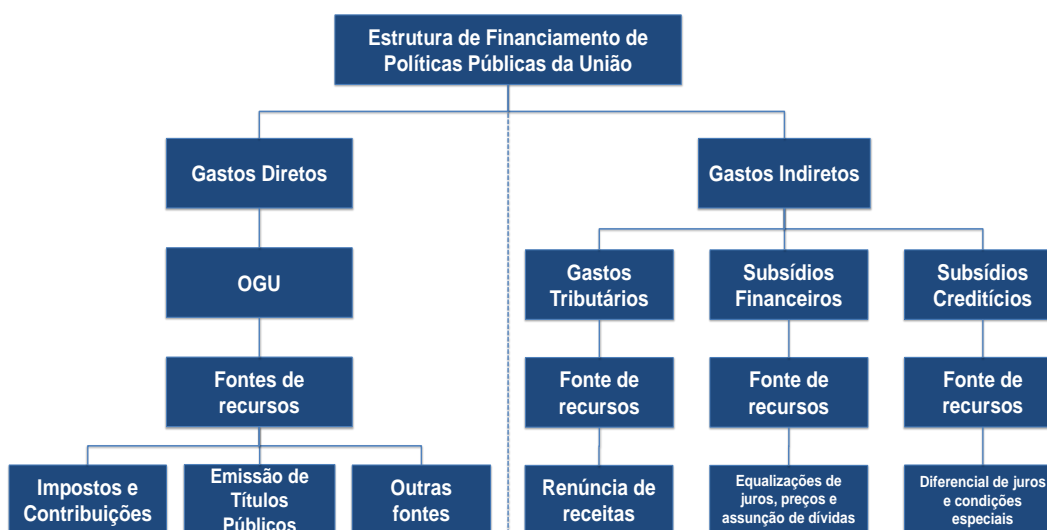 Estrutura de Financiamento de
Políticas Públicas da União
Gastos Diretos
Gastos Indiretos
OGU
Gastos
Tributários
Subsídios
Financeiros
Subsídios
Creditícios
Fontes de
recursos
Fonte de
recursos
Fonte de
recursos
Fonte de
recursos
Impostos e
Contribuições
Emissão de
Títulos
Públicos
Outras
fontes
Renúncia de
receitas
Equalizações de
juros, preços e
assunção de dívidas
Diferencial de juros
e condições
especiais